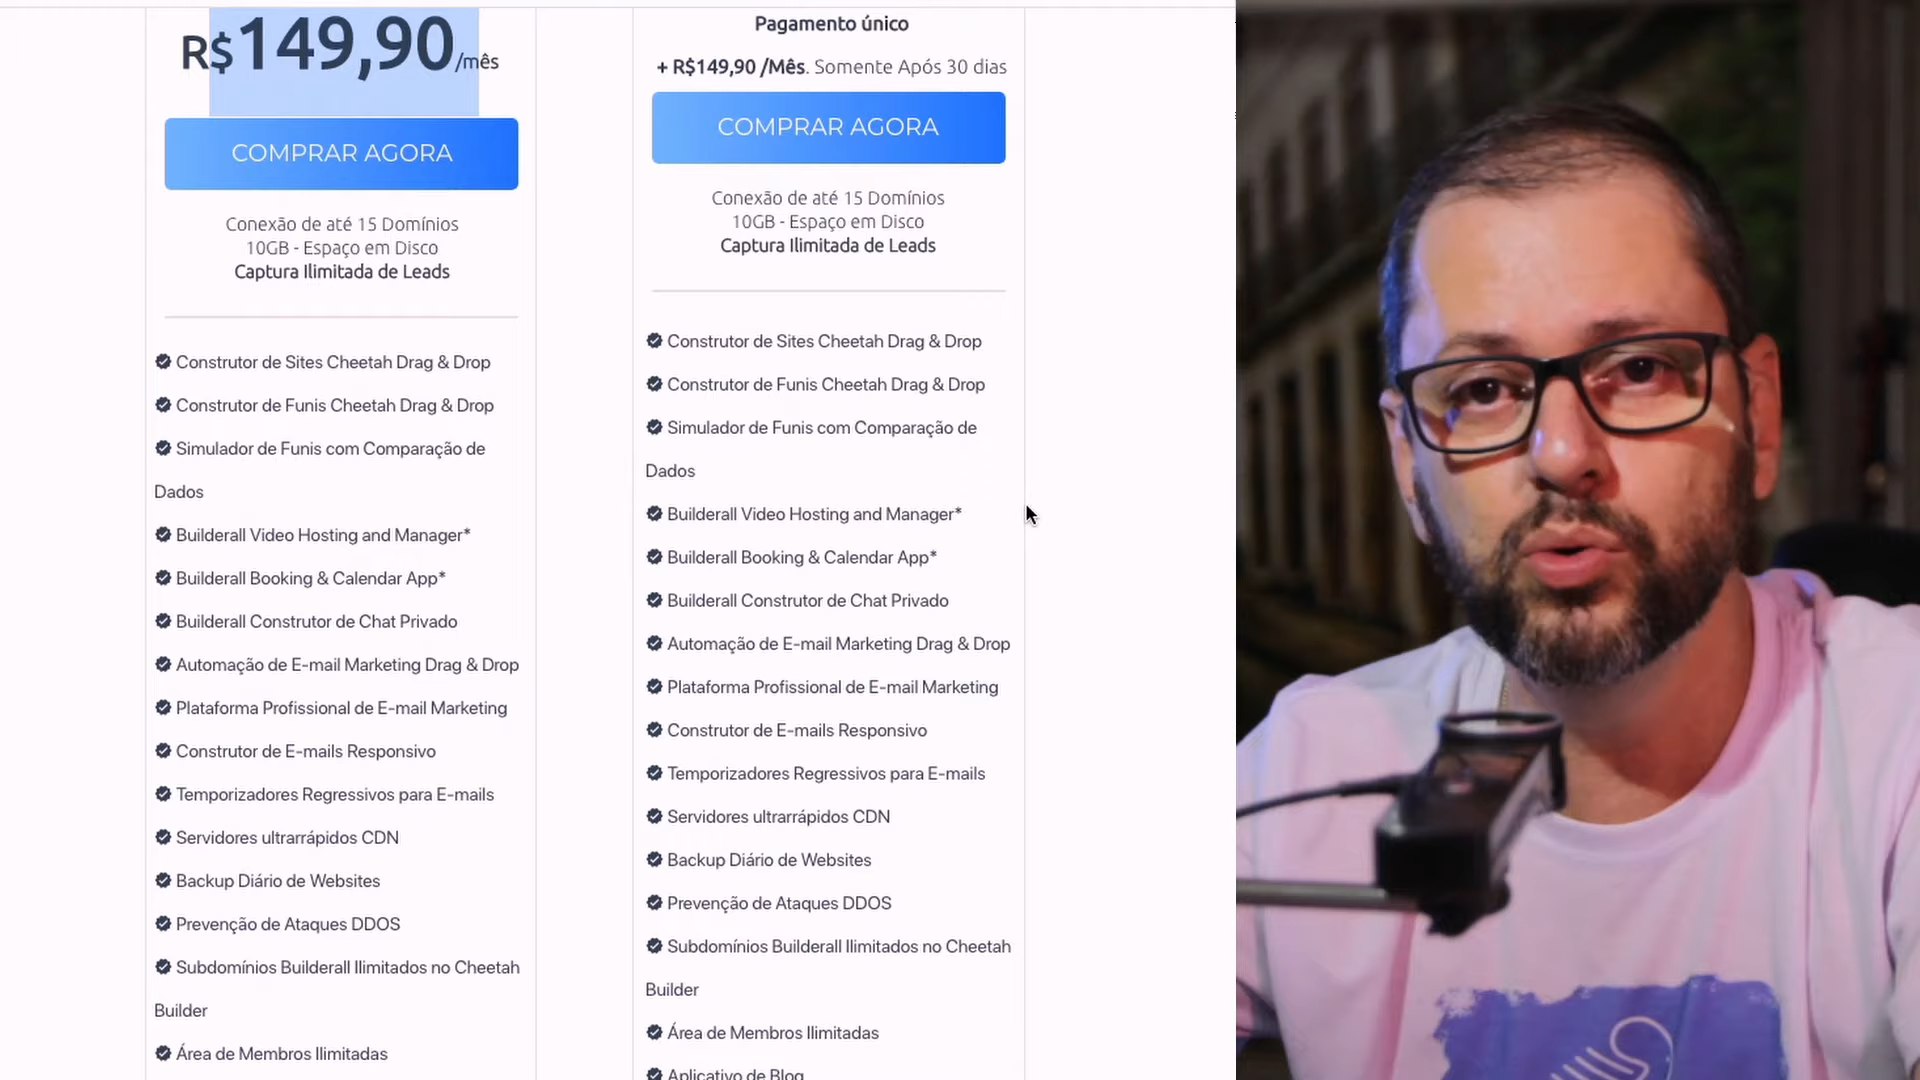 R$149,90/mês
COMPRAR AGORA
Conexão de até 15 Domínios
10GB - Espaço em Disco
Captura Ilimitada de Leads
Construtor de Sites Cheetah Drag & Drop
Construtor de Funis Cheetah Drag & Drop
Simulador de Funis com Comparação de
Dados
Builderall Video Hosting and Manager*
Builderall Booking & Calendar App*
Builderall Construtor de Chat Privado
Automação de E-mail Marketing Drag & Drop
Plataforma Profissional de E-mail Marketing
Construtor de E-mails Responsivo
Temporizadores Regressivos para E-mails
Servidores ultrarrápidos CDN
Backup Diário de Websites
Prevenção de Ataques DDOS
Subdomínios Builderall Ilimitados no Cheetah
Builder
Área de Membros Ilimitadas
Pagamento único
+ R$149,90 /Mês. Somente Após 30 dias
COMPRAR AGORA
Conexão de até 15 Domínios
10GB - Espaço em Disco
Captura Ilimitada de Leads
Construtor de Sites Cheetah Drag & Drop
Construtor de Funis Cheetah Drag & Drop
Simulador de Funis com Comparação de
Dados
Builderall Video Hosting and Manager*
Builderall Booking & Calendar App*
Builderall Construtor de Chat Privado
Automação de E-mail Marketing Drag & Drop
Plataforma Profissional de E-mail Marketing
Construtor de E-mails Responsivo
Temporizadores Regressivos para E-mails
Servidores ultrarrápidos CDN
Backup Diário de Websites
Prevenção de Ataques DDOS
Subdomínios Builderall Ilimitados no Cheetah
Builder
Área de Membros Ilimitadas
Aplicativo de Blog